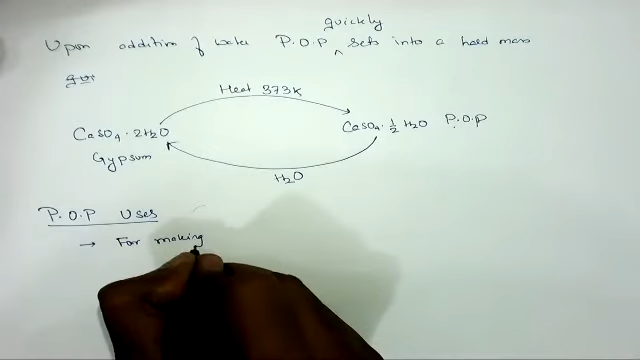 quickly
Upon addition of water P.O.P ^ sets into a hard mass
Heat 373K
CaSO4 · 2H2O
CaSO4 · 1/2 H2O P.O.P
Gypsum
H2O
P.O.P Uses
→ For making